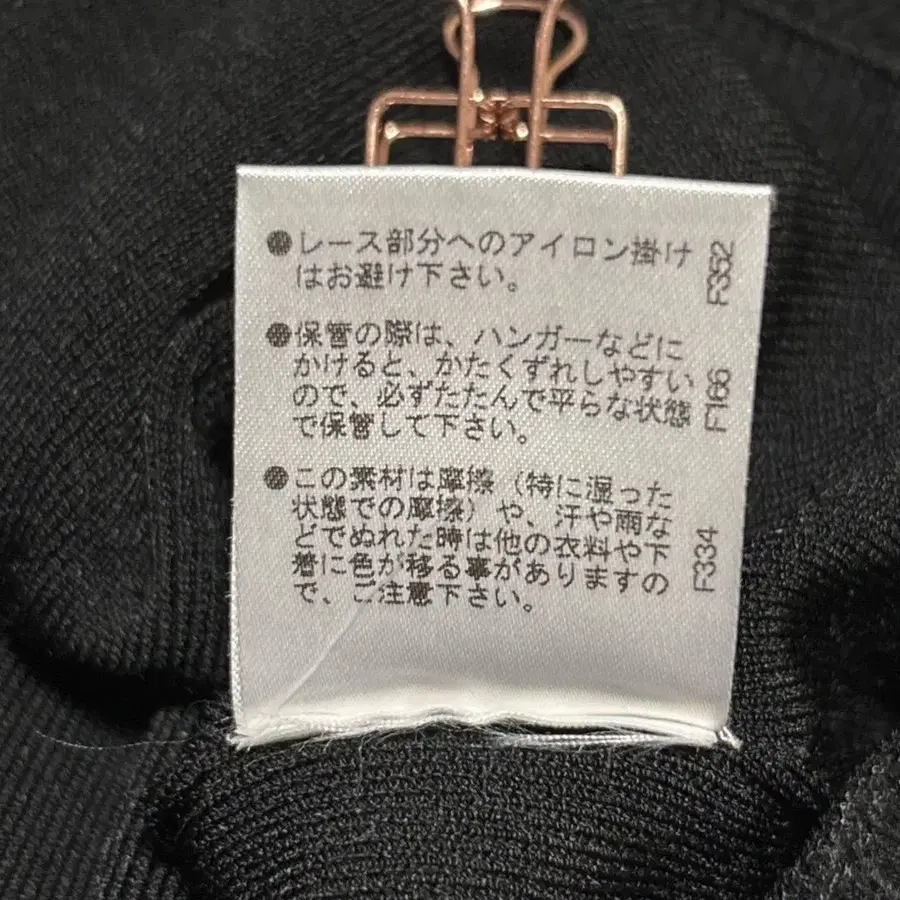 ●レース部分へのアイロン掛け
はお避け下さい。
F352
●保管の際は、ハンガーなどに
かけると、かたくずれしやすい
ので、必ずたたんで平らな状態
で保管して下さい。
F166
●この素材は摩擦（特に湿った
状態での摩擦）や、汗や雨な
どでぬれた時は他の衣料や下
着に色が移る事がありますの
で、ご注意下さい。
F334